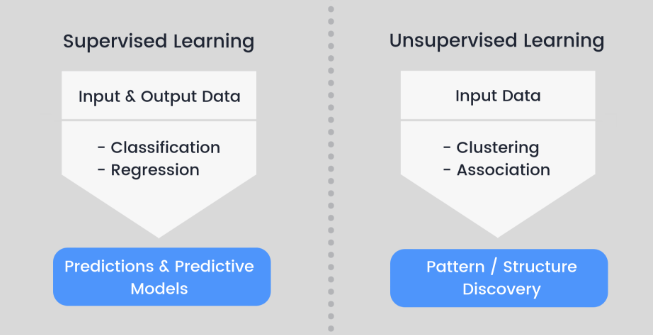 Supervised Learning
Input & Output Data
- Classification
- Regression
Predictions & Predictive
Models
Unsupervised Learning
Input Data
- Clustering
- Association
Pattern / Structure
Discovery